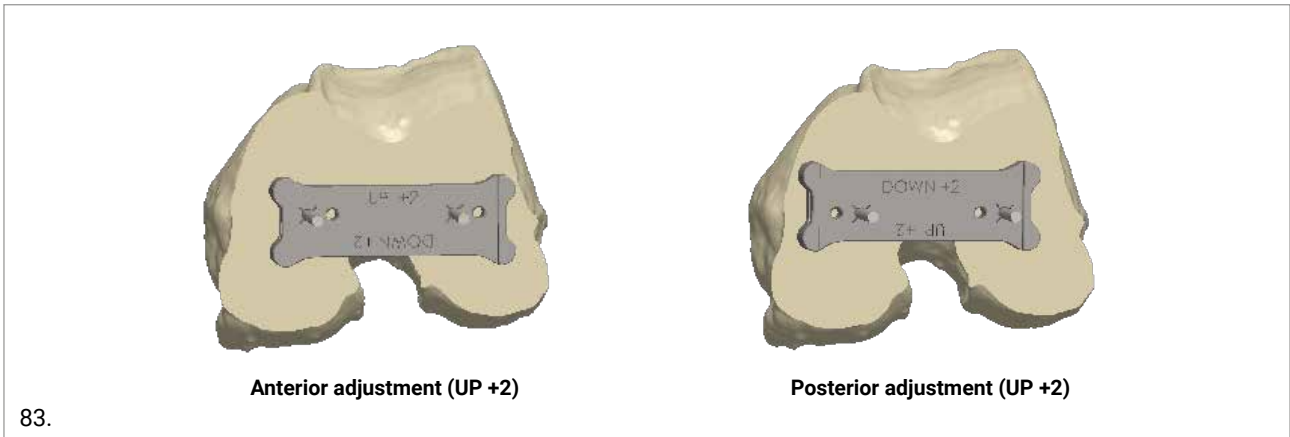 UP +2
DOWN +2
DOWN +2
UP +2
Anterior adjustment (UP +2)
Posterior adjustment (UP +2)
83.